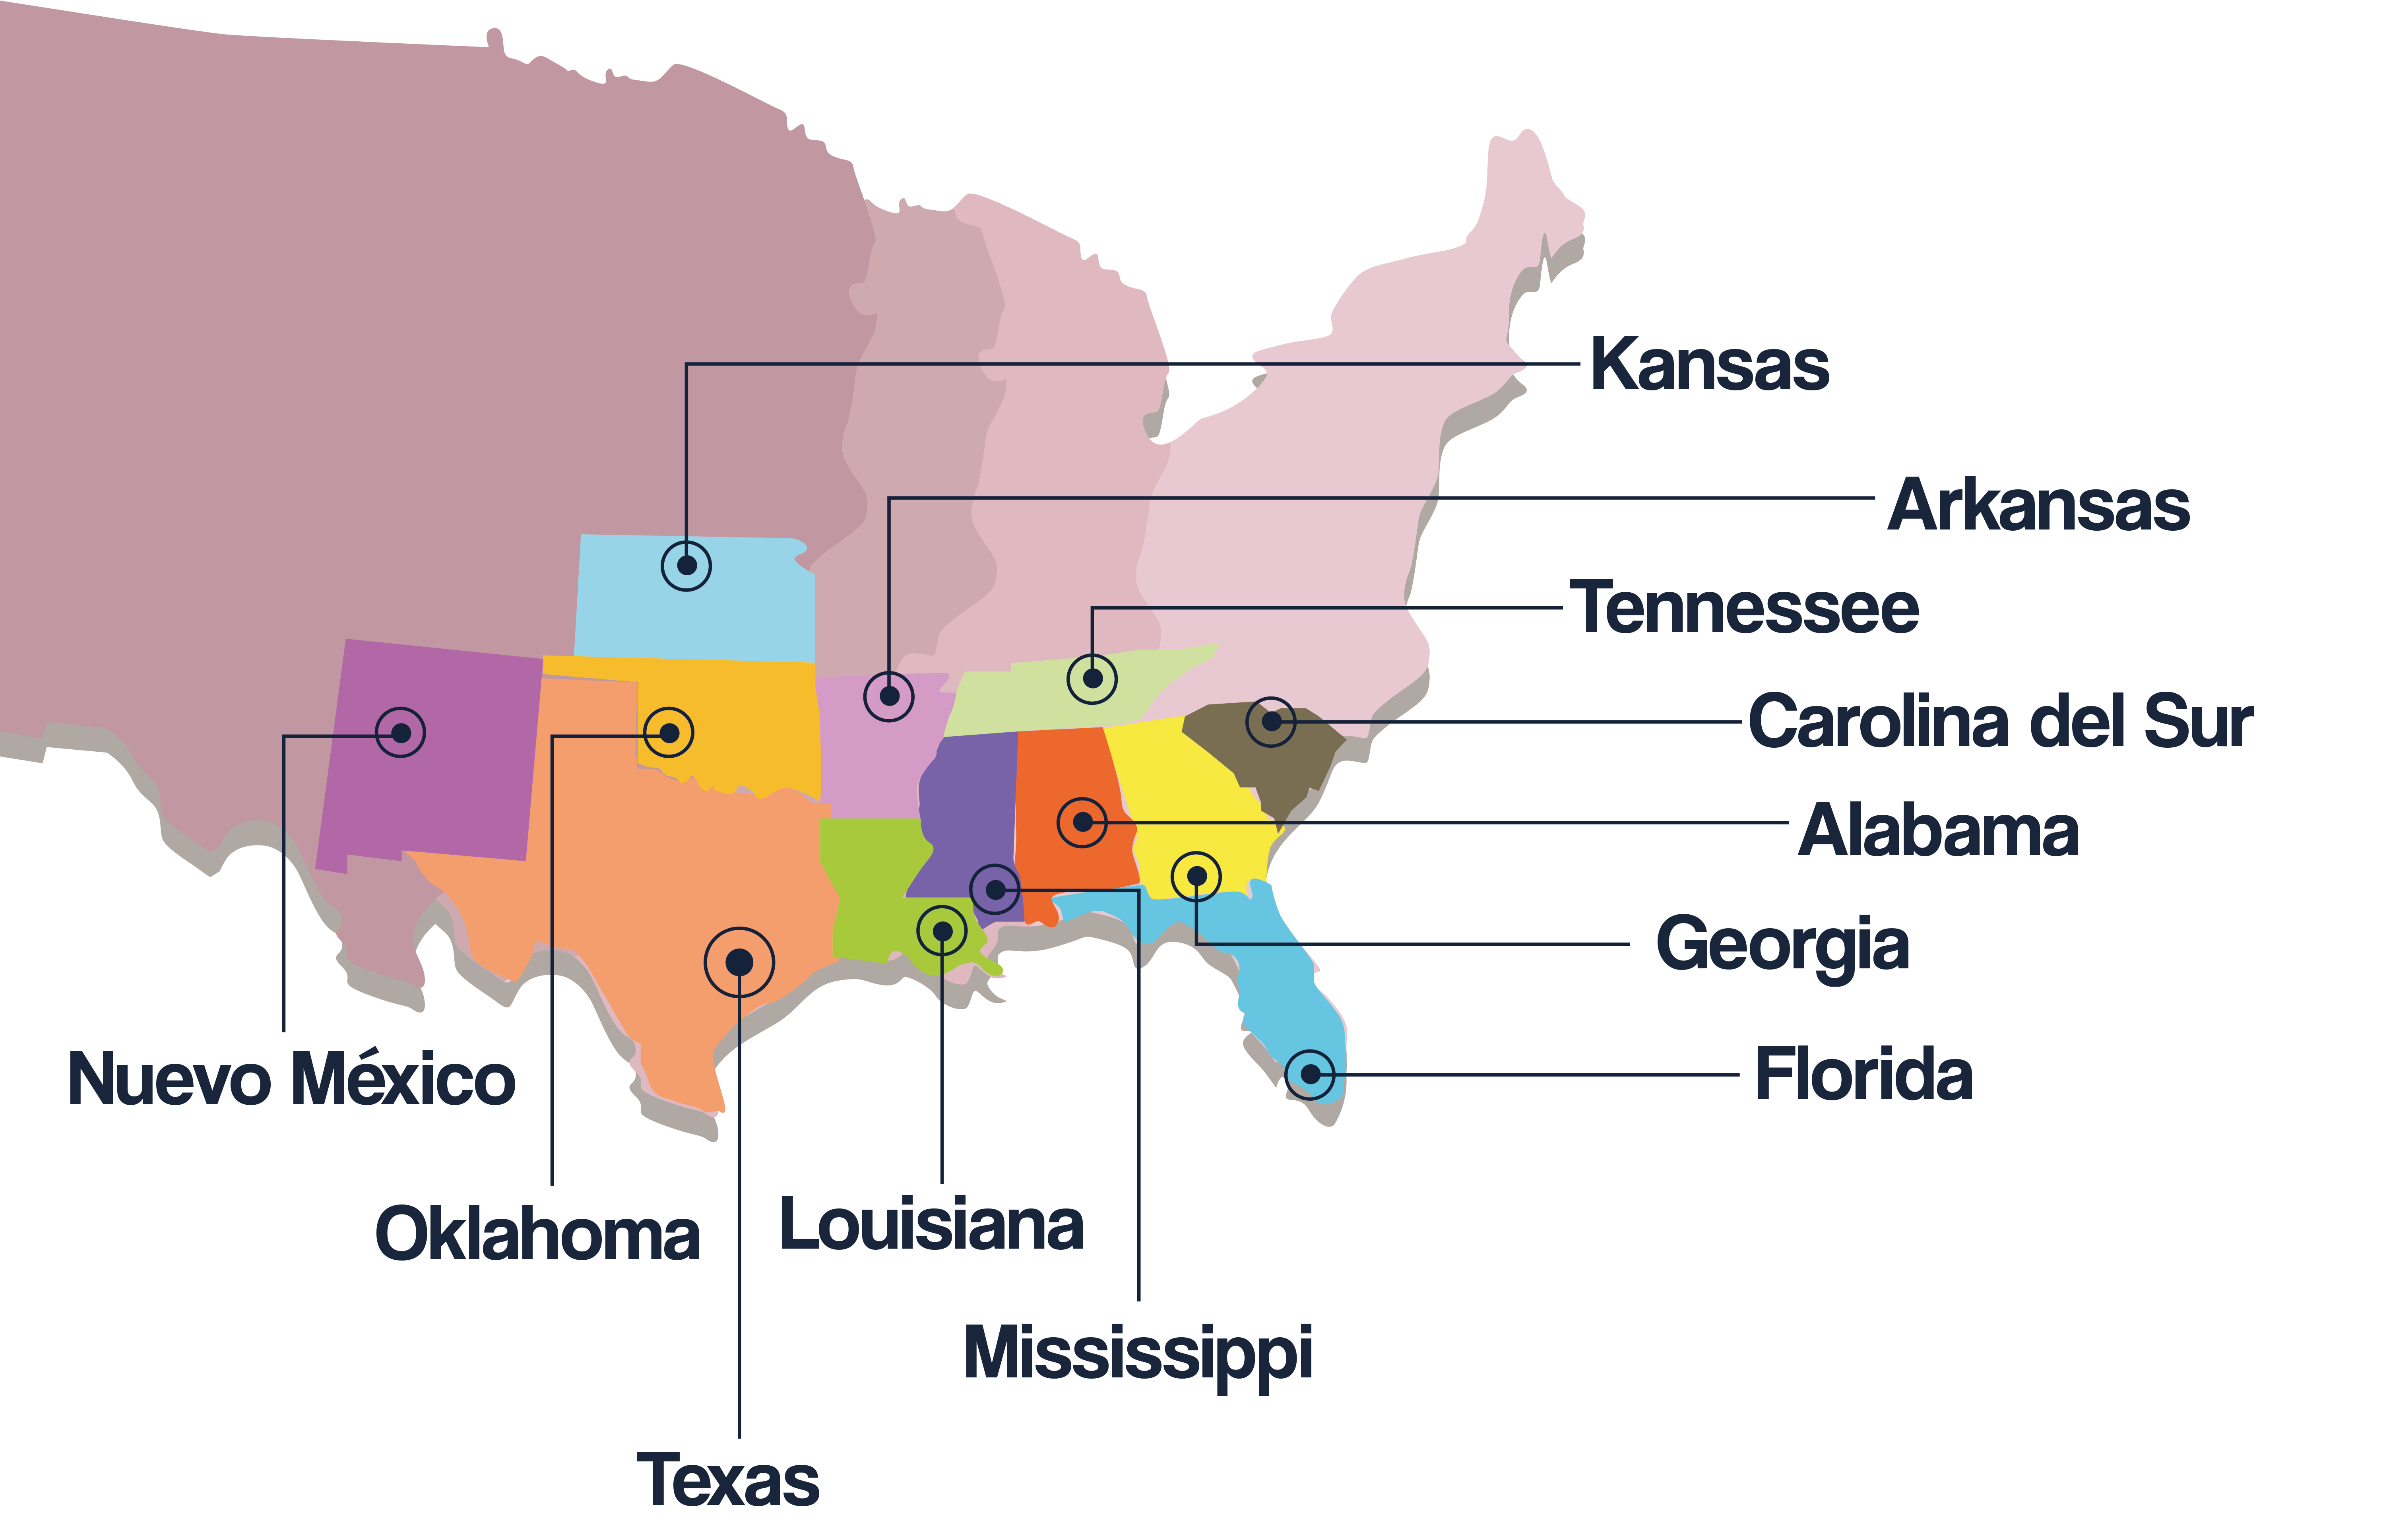 Kansas
Arkansas
Tennessee
Carolina del Sur
Alabama
Georgia
Florida
Nuevo México
Oklahoma
Louisiana
Mississippi
Texas